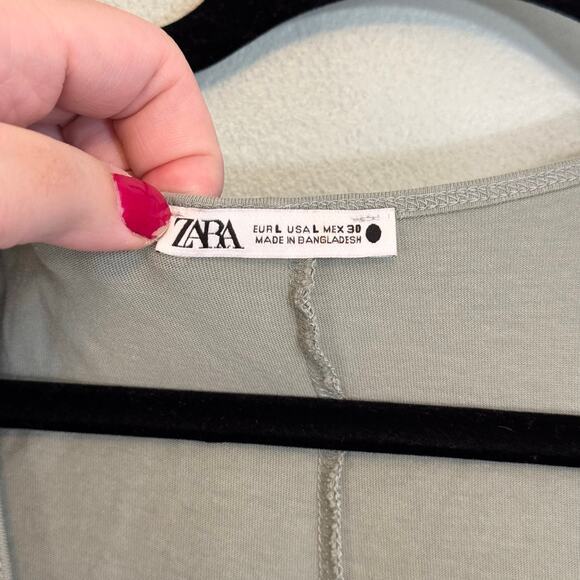 ZARA
EUR L USA L MEX 30
MADE IN BANGLADESH